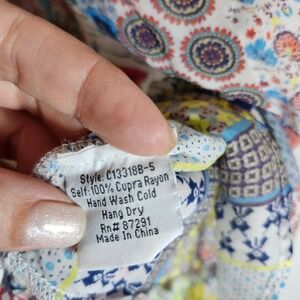 Style: C13318B-5
Self:100% Cupra Rayon
Hand Wash Cold
Hang Dry
Rn# 87291
Made In China